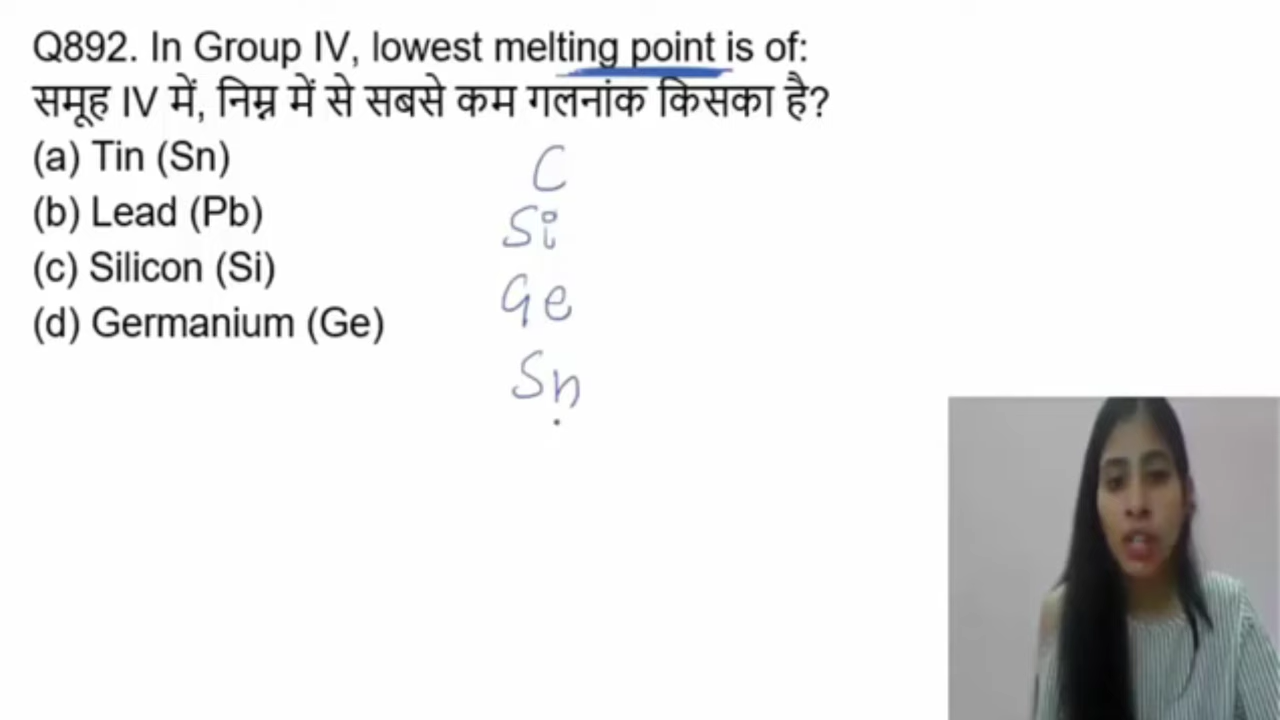 Q892. In Group IV, lowest melting point is of:
समूह IV में, निम्न में से सबसे कम गलनांक किसका है?
(a) Tin (Sn)
(b) Lead (Pb)
(c) Silicon (Si)
(d) Germanium (Ge)
C
Si
Ge
Sn